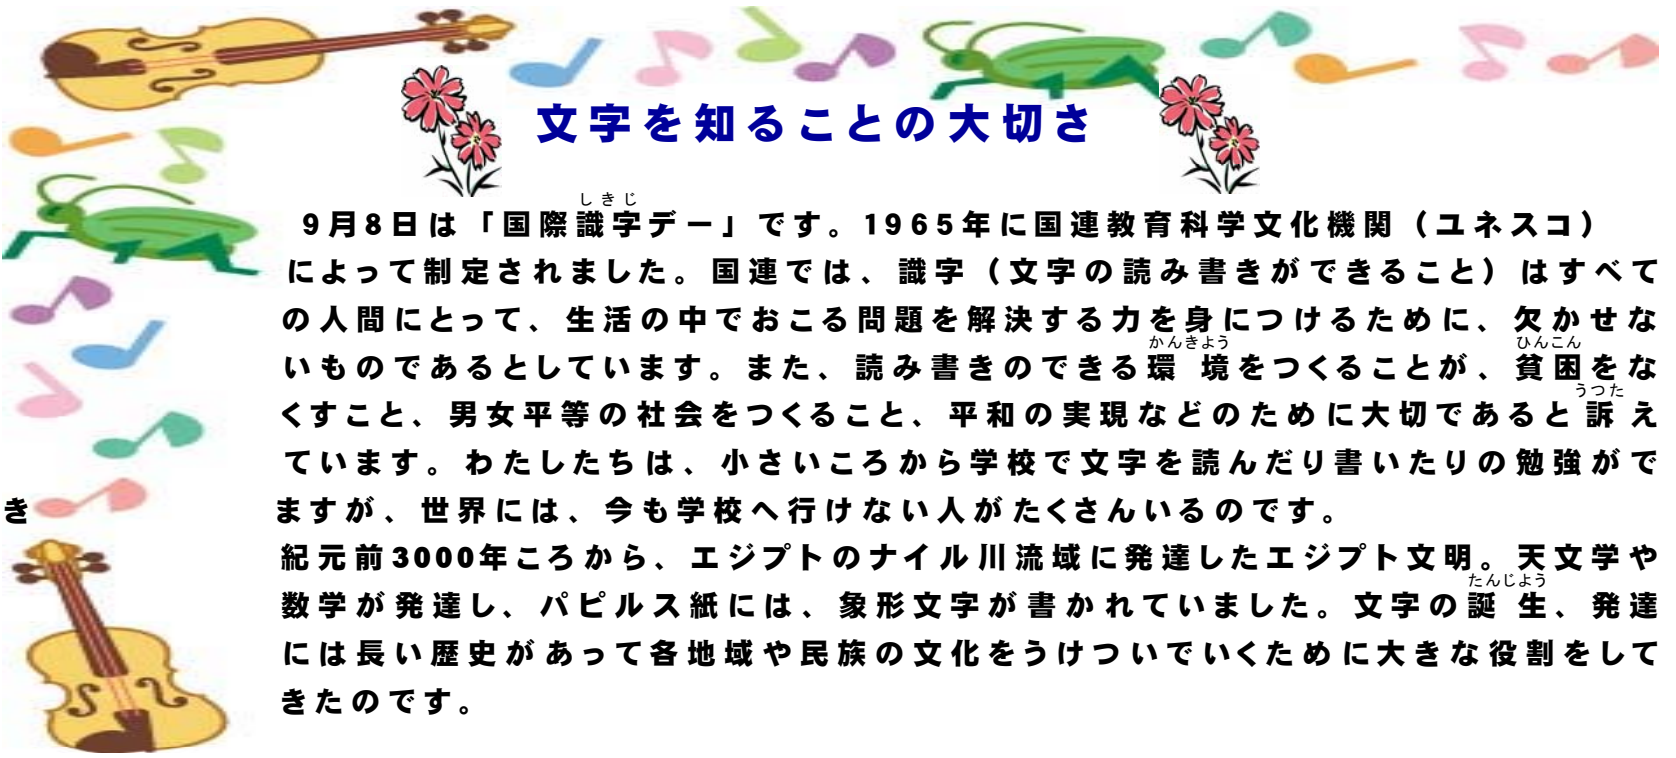 文字を知ることの大切さ
しきじ
9月8日は「国際識字デー」です。1965年に国連教育科学文化機関（ユネスコ）
によって制定されました。国連では、識字（文字の読み書きができること）はすべて
の人間にとって、生活の中でおこる問題を解決する力を身につけるために、欠かせな
かんきよう ひんこん
いものであるとしています。また、読み書きのできる環境をつくることが、貧困をな
うつた
くすこと、男女平等の社会をつくること、平和の実現などのために大切であると訴え
ています。わたしたちは、小さいころから学校で文字を読んだり書いたりの勉強がで
き ますが、世界には、今も学校へ行けない人がたくさんいるのです。
紀元前3000年ころから、エジプトのナイル川流域に発達したエジプト文明。天文学や
たんじよう
数学が発達し、パピルス紙には、象形文字が書かれていました。文字の誕生、発達
には長い歴史があって各地域や民族の文化をうけついでいくために大きな役割をして
きたのです。